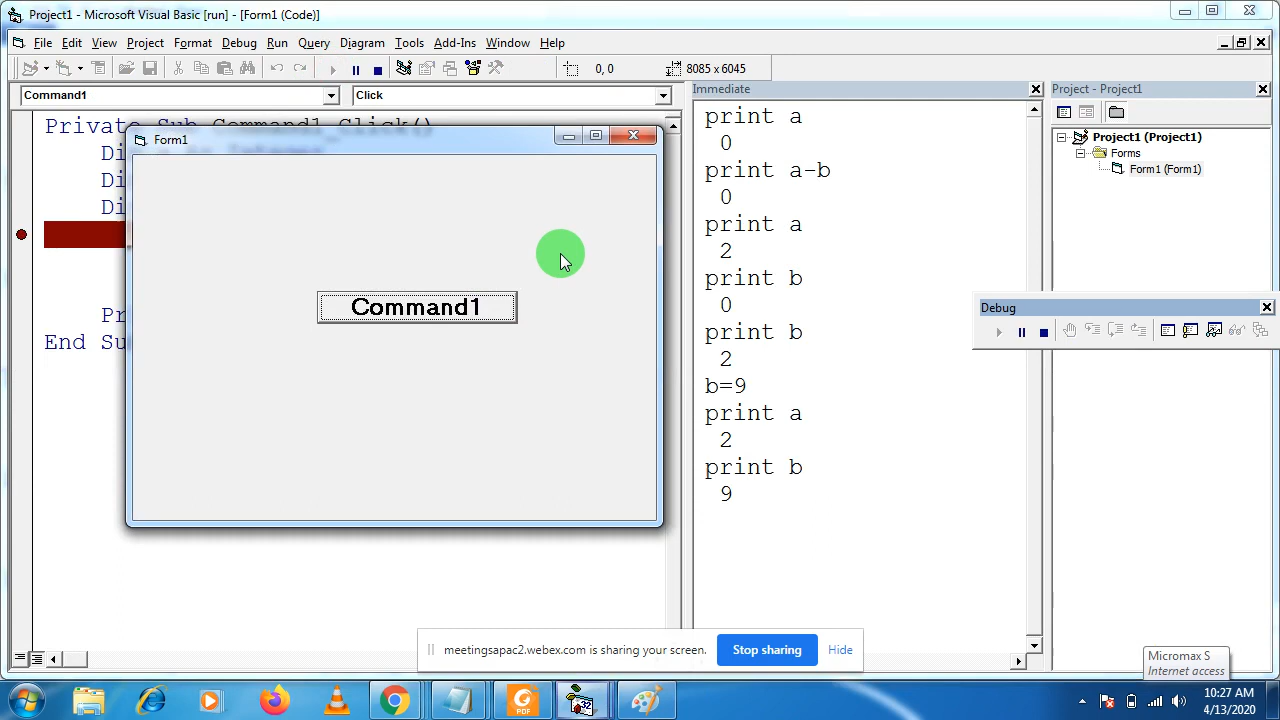 Project1 - Microsoft Visual Basic [run] - [Form1 (Code)]
File Edit View Project Format Debug Run Query Diagram Tools Add-Ins Window Help
0, 0
8085 x 6045
Command1
Click
Private Sub Command1_Click()
Di
Di
Pr
End Su
Form1
Command1
Immediate
print a
0
print a-b
0
print a
2
print b
0
print b
2
b=9
print a
2
print b
9
Project - Project1
Project1 (Project1)
Forms
Form1 (Form1)
Debug
meetingsapac2.webex.com is sharing your screen.
Stop sharing
Hide
Micromax S
Internet access
PDF
32
10:27 AM
4/13/2020